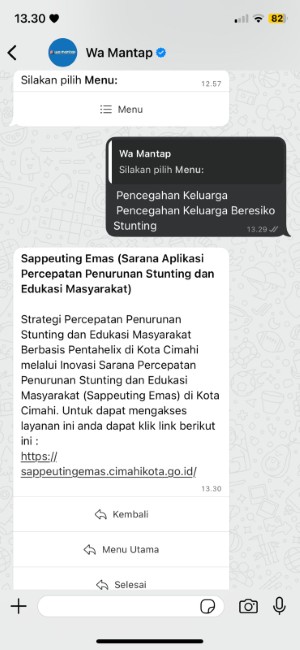 13.30
82
Wa Mantap
Silakan pilih Menu:
12.57
Menu
Wa Mantap
Silakan pilih Menu:
Pencegahan Keluarga
Pencegahan Keluarga Beresiko
Stunting
13.29
Sappeuting Emas (Sarana Aplikasi
Percepatan Penurunan Stunting dan
Edukasi Masyarakat)
Strategi Percepatan Penurunan
Stunting dan Edukasi Masyarakat
Berbasis Pentahelix di Kota Cimahi
melalui Inovasi Sarana Percepatan
Penurunan Stunting dan Edukasi
Masyarakat (Sappeuting Emas) di Kota
Cimahi. Untuk dapat mengakses
layanan ini anda dapat klik link berikut
ini :
https://
sappeutingemas.cimahikota.go.id/
13.30
Kembali
Menu Utama
Selesai